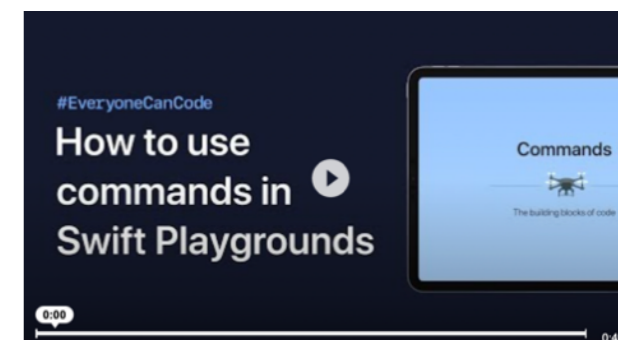 #EveryoneCanCode
How to use
commands in
Swift Playgrounds
Commands
The building blocks of code
0:00